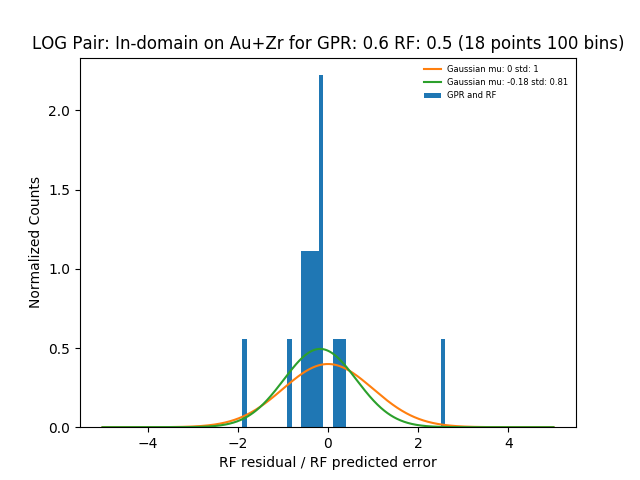 LOG Pair: In-domain on Au+Zr for GPR: 0.6 RF: 0.5 (18 points 100 bins)
Gaussian mu: 0 std: 1
Gaussian mu: -0.18 std: 0.81
GPR and RF
Normalized Counts
2.0
1.5
1.0
0.5
0.0
−4 −2 0 2 4
RF residual / RF predicted error